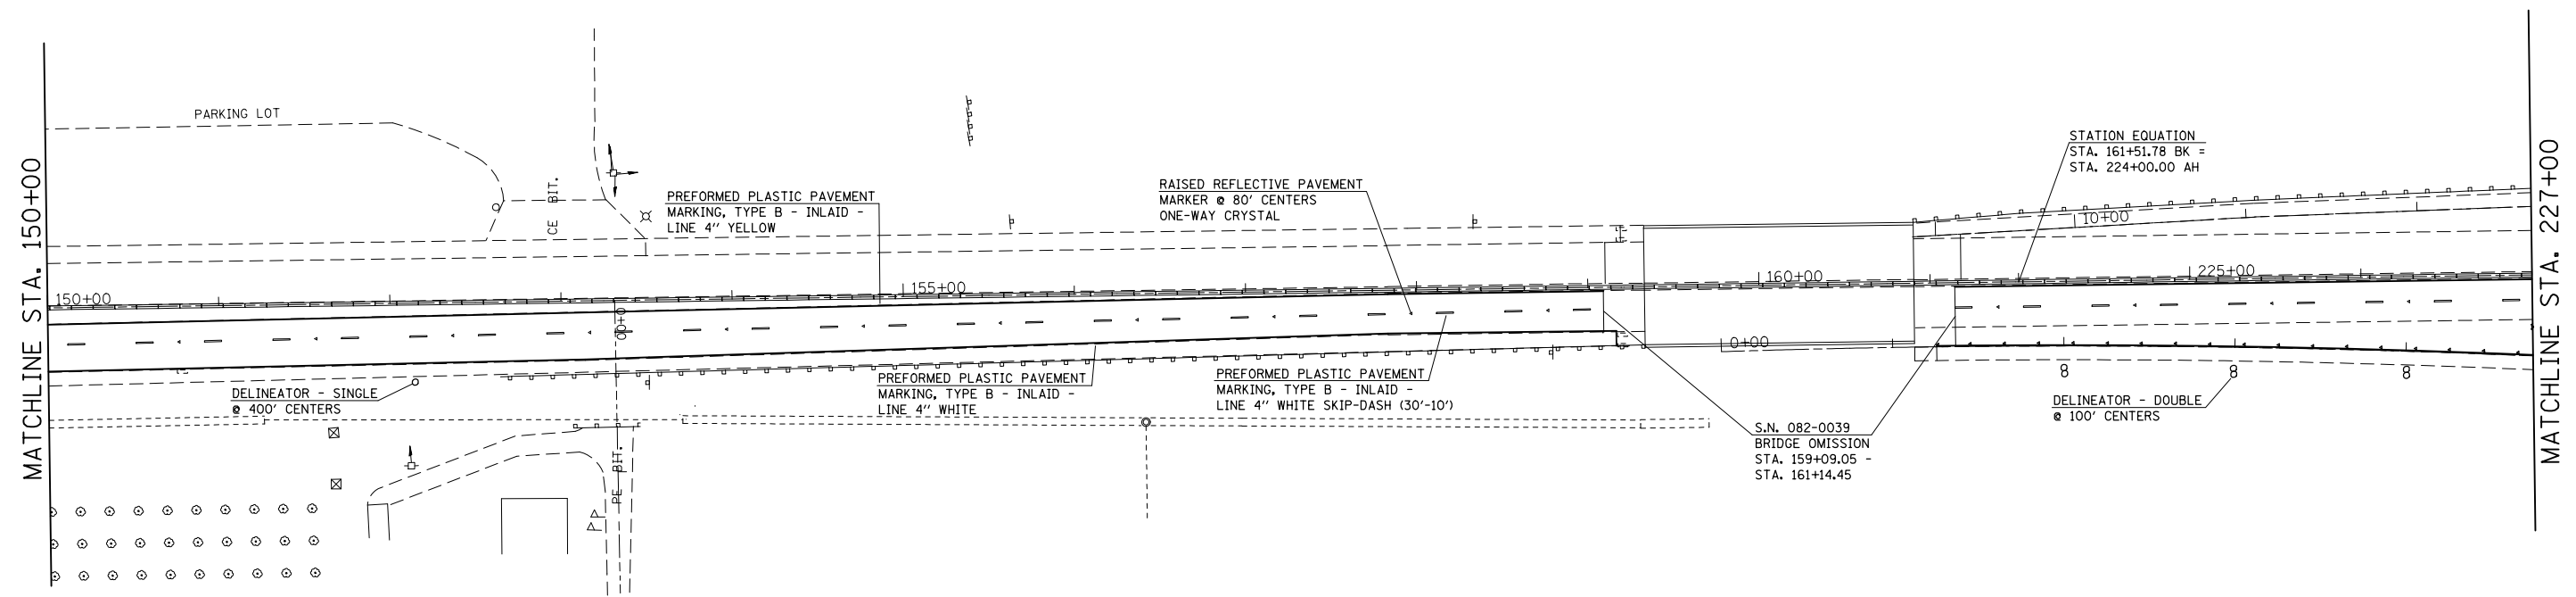 MATCHLINE STA. 150+00
PARKING LOT
CE BIT.
PREFORMED PLASTIC PAVEMENT
MARKING, TYPE B - INLAID -
LINE 4" YELLOW
RAISED REFLECTIVE PAVEMENT
MARKER @ 80' CENTERS
ONE-WAY CRYSTAL
STATION EQUATION
STA. 161+51.78 BK =
STA. 224+00.00 AH
MATCHLINE STA. 227+00
150+00
155+00
160+00
10+00
225+00
0+00
0+00
DELINEATOR - SINGLE
@ 400' CENTERS
PREFORMED PLASTIC PAVEMENT
MARKING, TYPE B - INLAID -
LINE 4" WHITE
PREFORMED PLASTIC PAVEMENT
MARKING, TYPE B - INLAID -
LINE 4" WHITE SKIP-DASH (30'-10')
S.N. 082-0039
BRIDGE OMISSION
STA. 159+09.05 -
STA. 161+14.45
DELINEATOR - DOUBLE
@ 100' CENTERS
PE BIT.